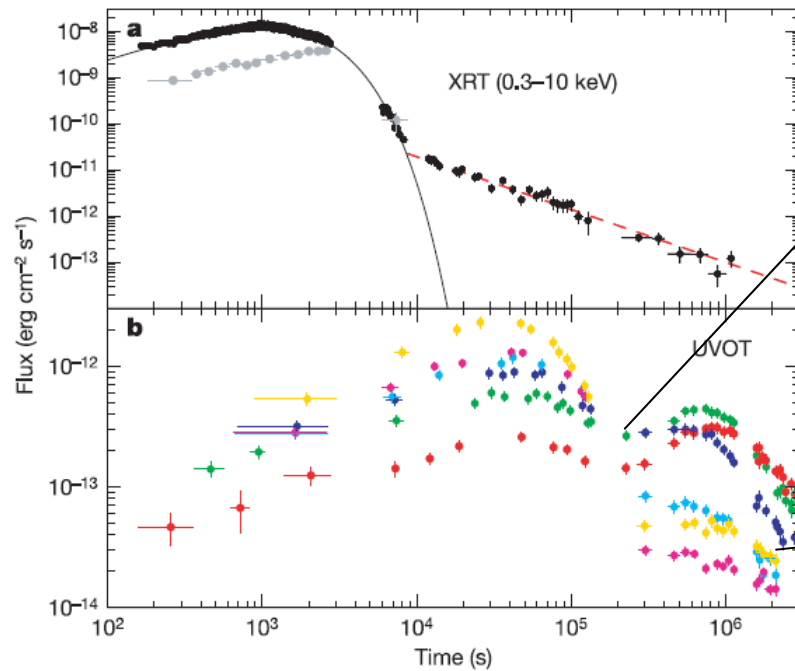 a
10⁻⁸
10⁻⁹
10⁻¹⁰
10⁻¹¹
10⁻¹²
10⁻¹³
XRT (0.3–10 keV)
Flux (erg cm⁻² s⁻¹)
b
UVOT
10⁻¹²
10⁻¹³
10⁻¹⁴
10² 10³ 10⁴ 10⁵ 10⁶
Time (s)